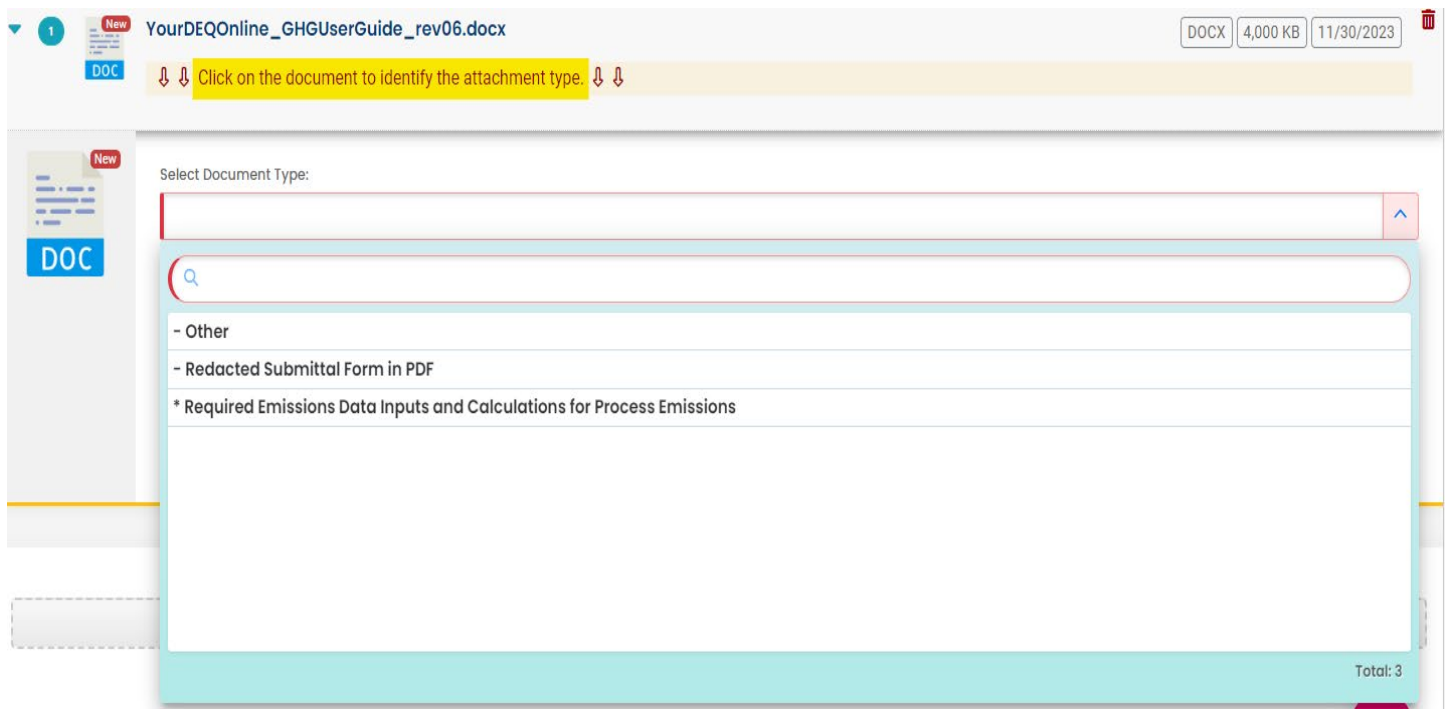 1
New
DOC
YourDEQOnline_GHGUserGuide_rev06.docx
DOCX 4,000 KB 11/30/2023
⇩ ⇩ Click on the document to identify the attachment type. ⇩ ⇩
New
DOC
Select Document Type:
- Other
- Redacted Submittal Form in PDF
* Required Emissions Data Inputs and Calculations for Process Emissions
Total: 3